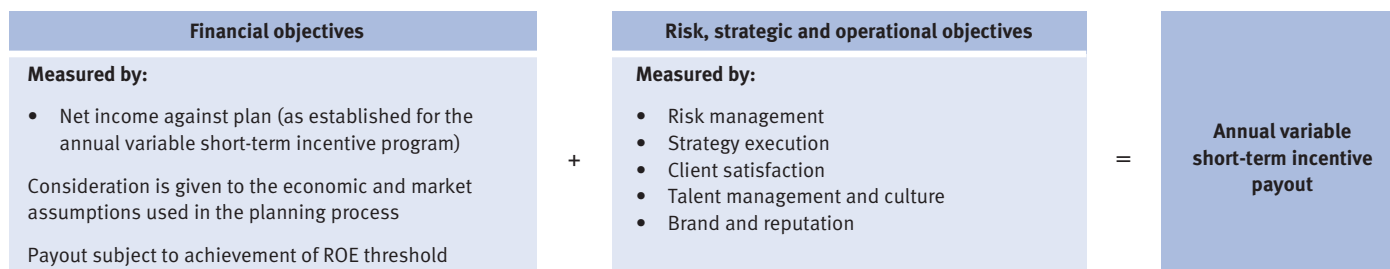 Financial objectives
Measured by:
• Net income against plan (as established for the
annual variable short-term incentive program)
Consideration is given to the economic and market
assumptions used in the planning process
Payout subject to achievement of ROE threshold
+
Risk, strategic and operational objectives
Measured by:
• Risk management
• Strategy execution
• Client satisfaction
• Talent management and culture
• Brand and reputation
=
Annual variable
short-term incentive
payout